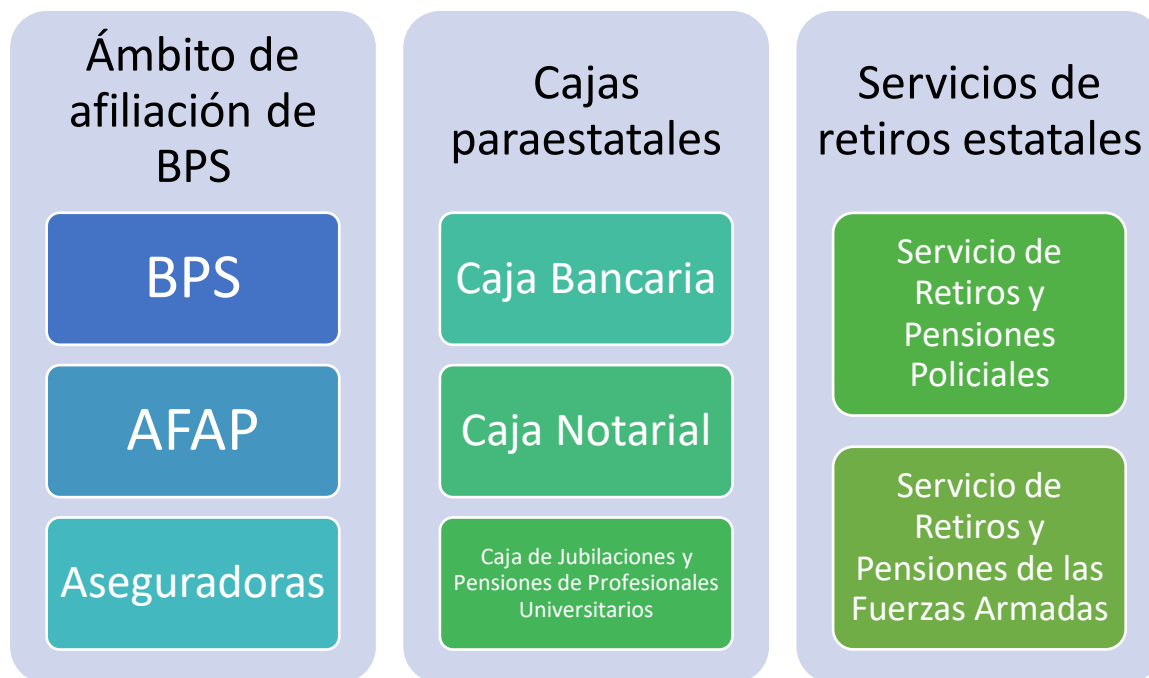 Ámbito de
afiliación de
BPS
BPS
AFAP
Aseguradoras
Cajas
paraestatales
Caja Bancaria
Caja Notarial
Caja de Jubilaciones y
Pensiones de Profesionales
Universitarios
Servicios de
retiros estatales
Servicio de
Retiros y
Pensiones
Policiales
Servicio de
Retiros y
Pensiones de las
Fuerzas Armadas